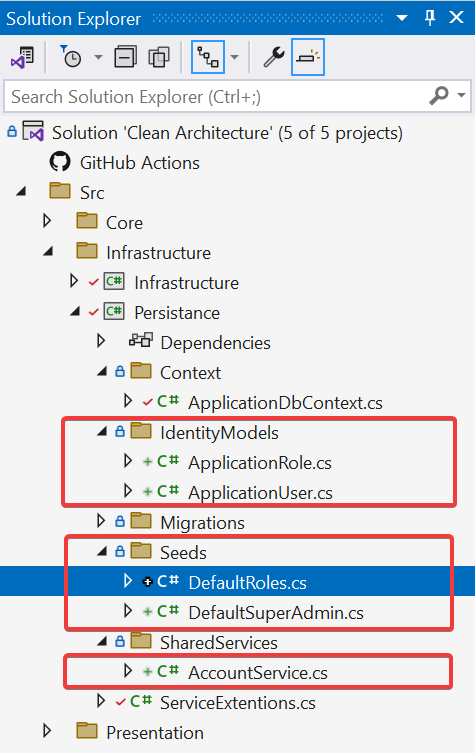 Solution Explorer
Search Solution Explorer (Ctrl+;)
Solution 'Clean Architecture' (5 of 5 projects)
GitHub Actions
Src
Core
Infrastructure
C# Infrastructure
C# Persistance
Dependencies
Context
C# ApplicationDbContext.cs
IdentityModels
C# ApplicationRole.cs
C# ApplicationUser.cs
Migrations
Seeds
C# DefaultRoles.cs
C# DefaultSuperAdmin.cs
SharedServices
C# AccountService.cs
C# ServiceExtentions.cs
Presentation